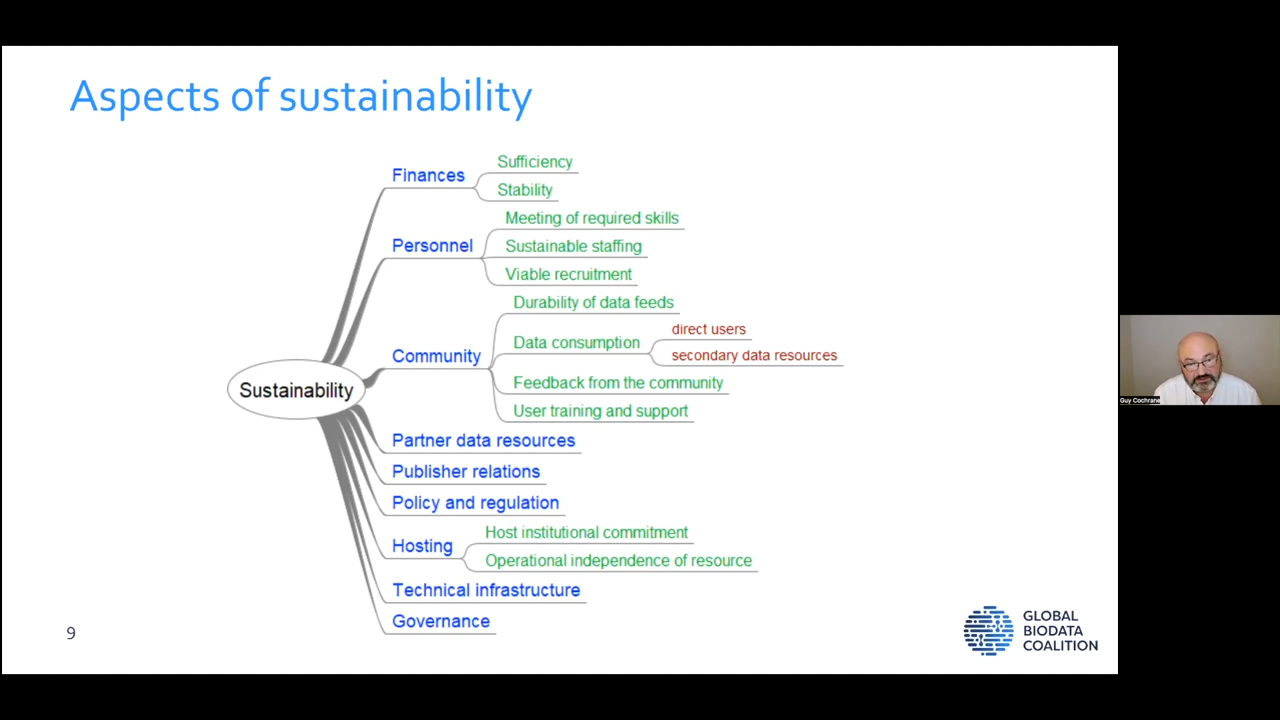 Aspects of sustainability
Sustainability
Finances
Sufficiency
Stability
Personnel
Meeting of required skills
Sustainable staffing
Viable recruitment
Community
Durability of data feeds
Data consumption
direct users
secondary data resources
Feedback from the community
User training and support
Partner data resources
Publisher relations
Policy and regulation
Hosting
Host institutional commitment
Operational independence of resource
Technical infrastructure
Governance
9
GLOBAL
BIODATA
COALITION
Guy Cochrane